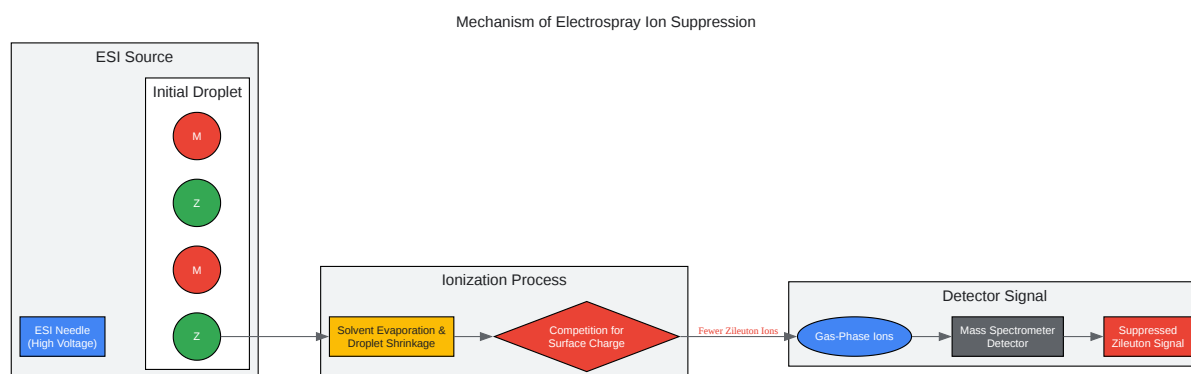 Mechanism of Electrospray Ion Suppression
ESI Source
Initial Droplet
M
Z
M
ESI Needle
(High Voltage)
Z
Ionization Process
Solvent Evaporation &
Droplet Shrinkage
Competition for
Surface Charge
Fewer Zileuton Ions
Detector Signal
Gas-Phase Ions
Mass Spectrometer
Detector
Suppressed
Zileuton Signal